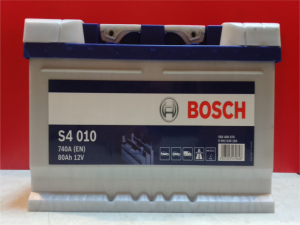 BOSCH
S4 010
740A (EN)
80Ah 12V